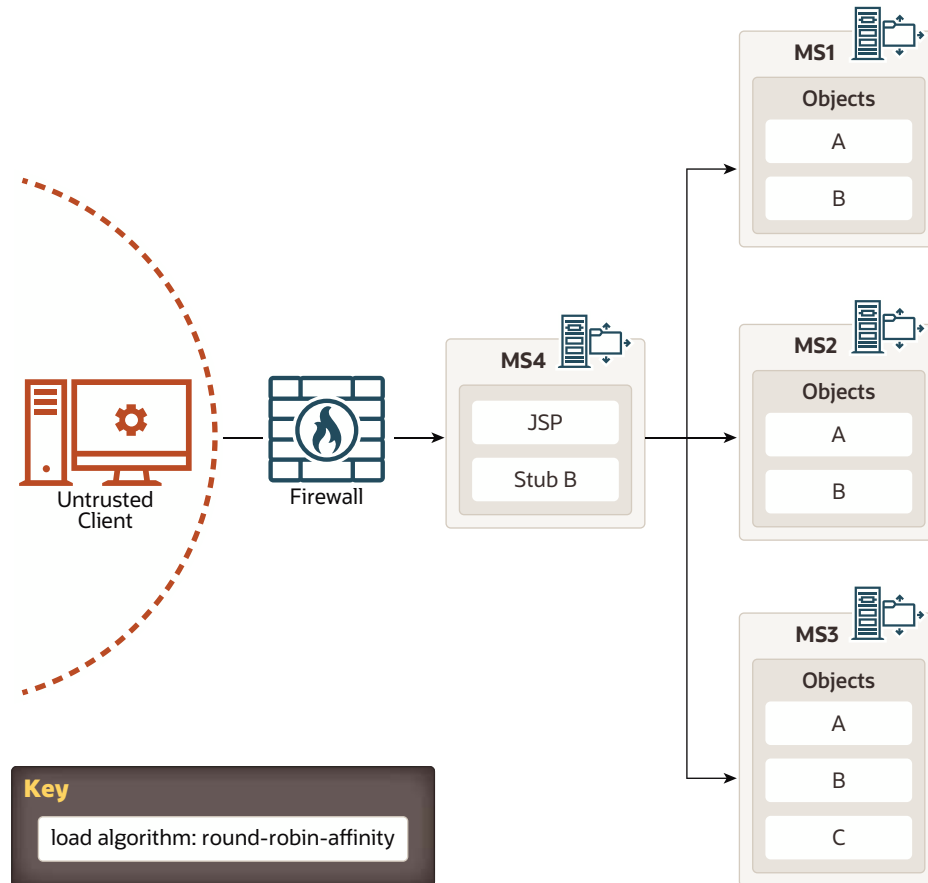 Untrusted
Client
Firewall
MS4
JSP
Stub B
MS1
Objects
A
B
MS2
Objects
A
B
MS3
Objects
A
B
C
Key
load algorithm: round-robin-affinity